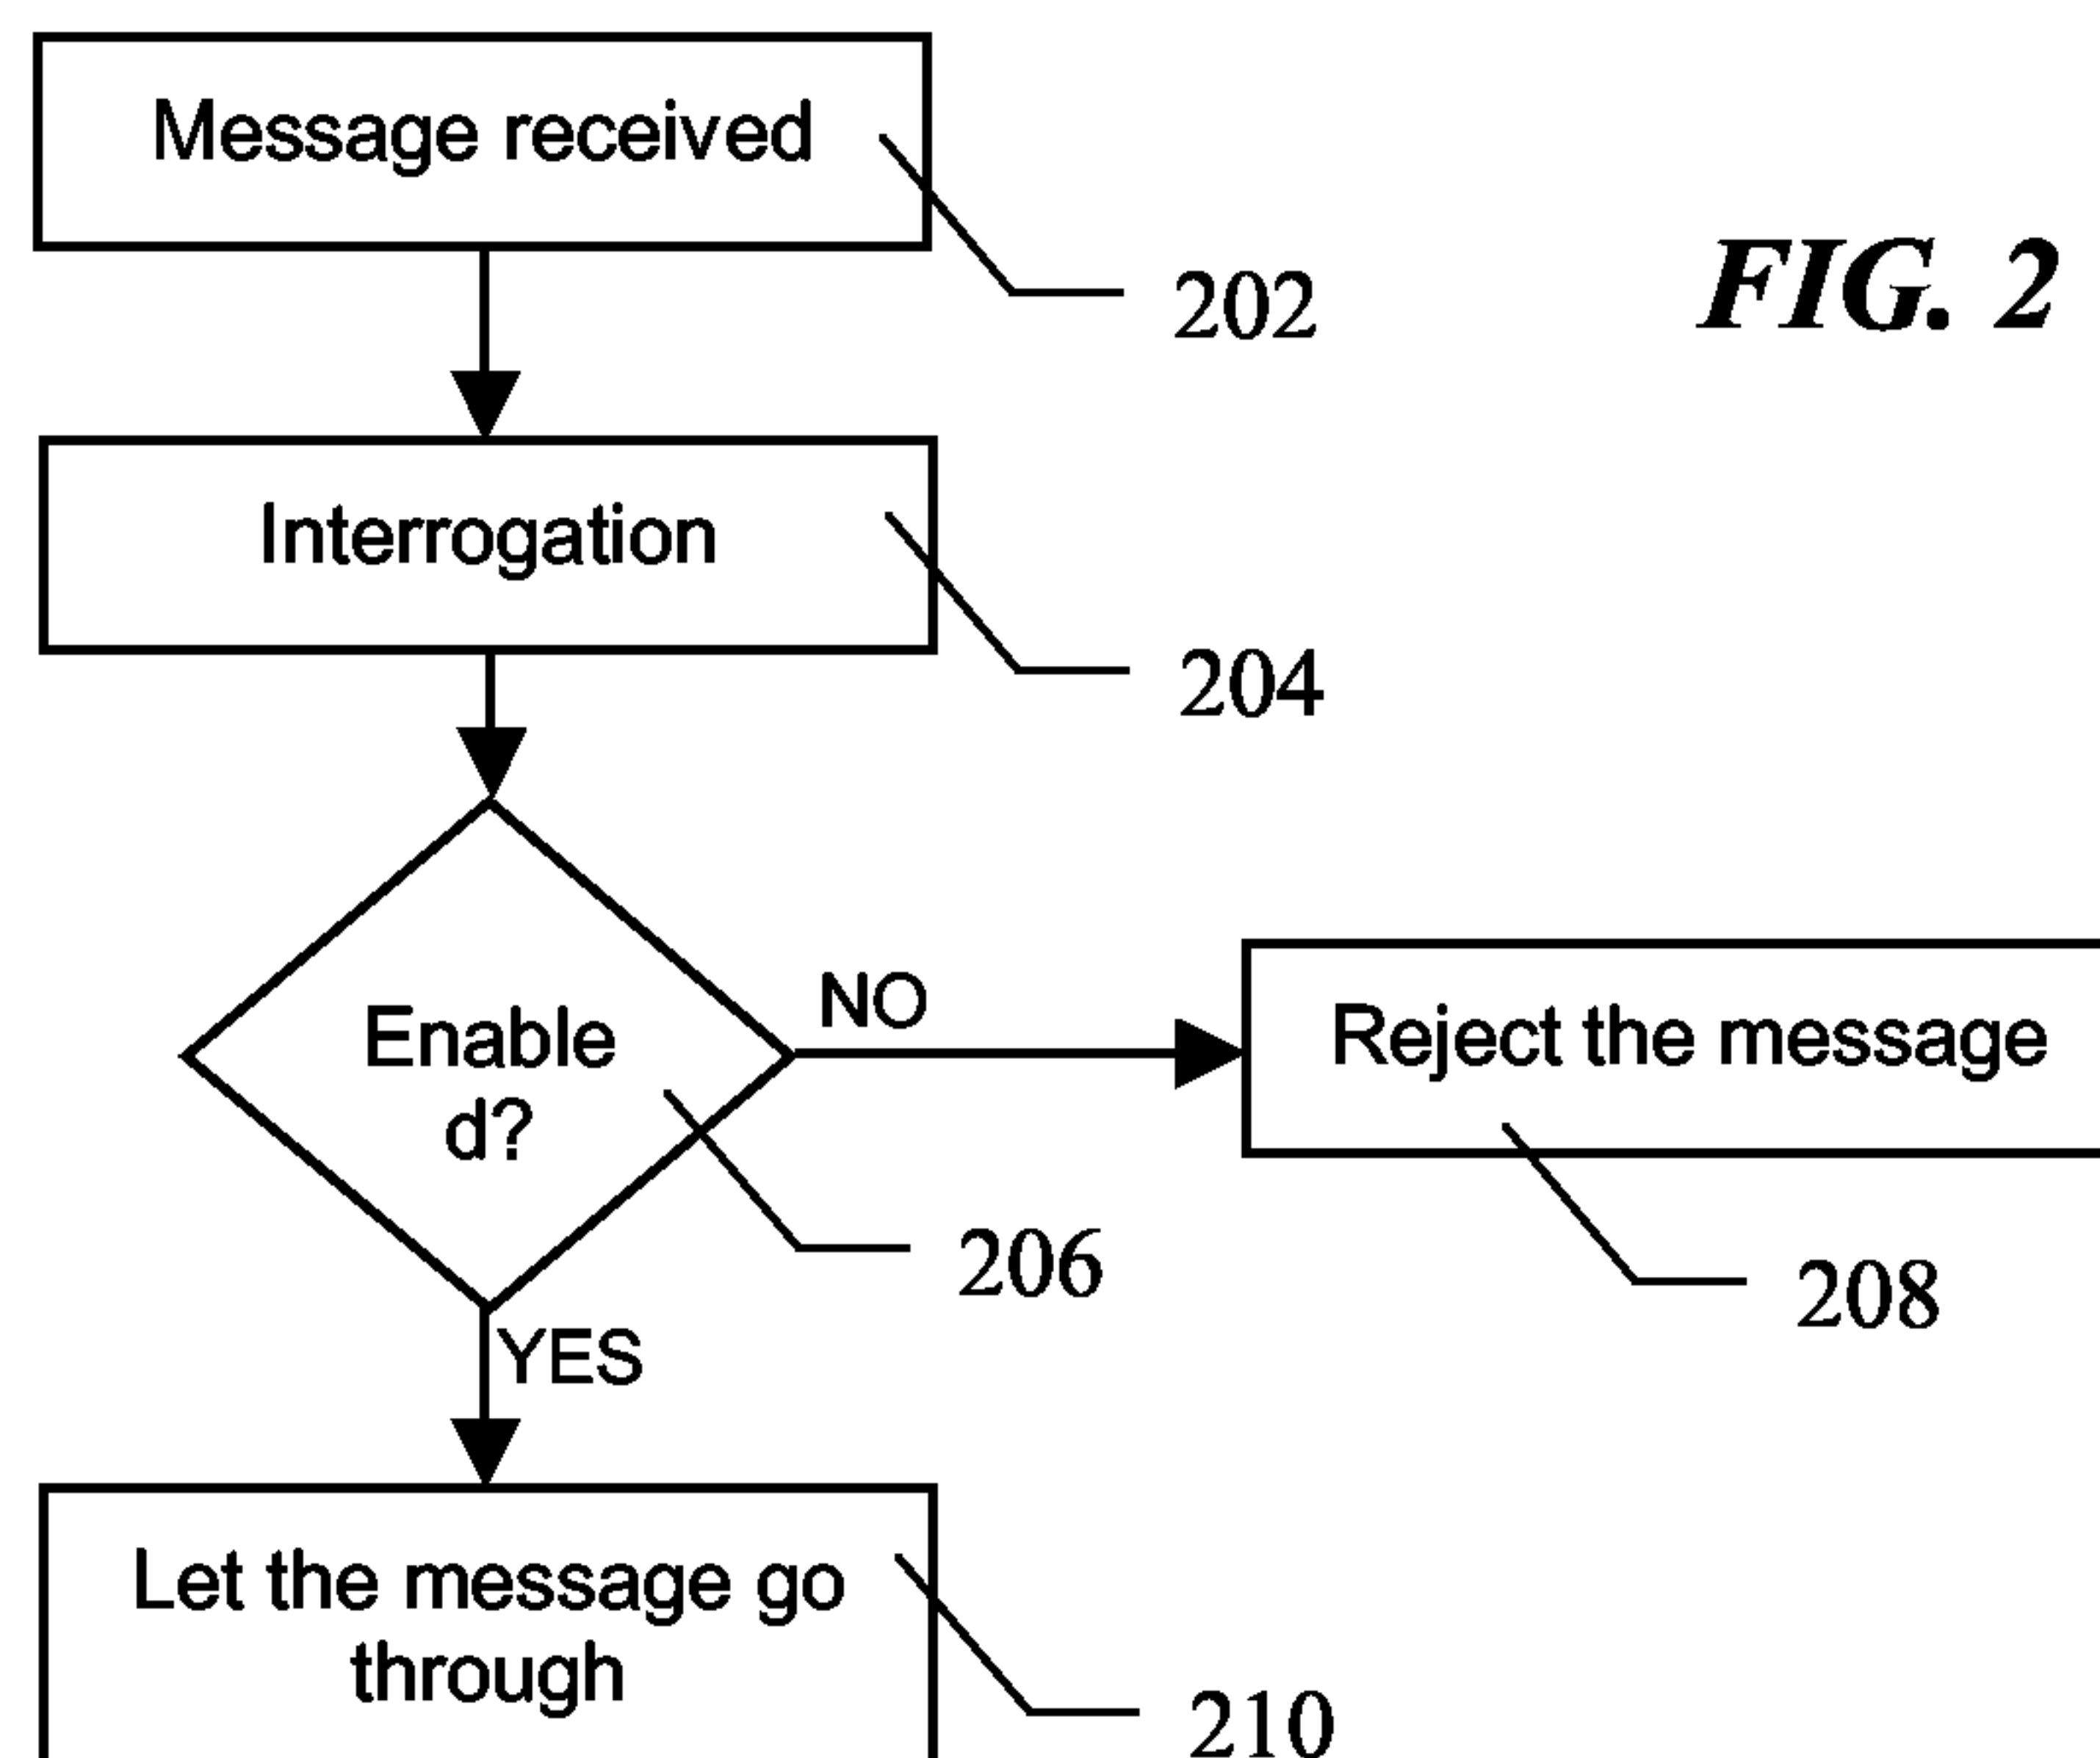 Message received
202
FIG. 2
Interrogation
204
Enable
d?
NO
Reject the message
206
208
YES
Let the message go
through
210